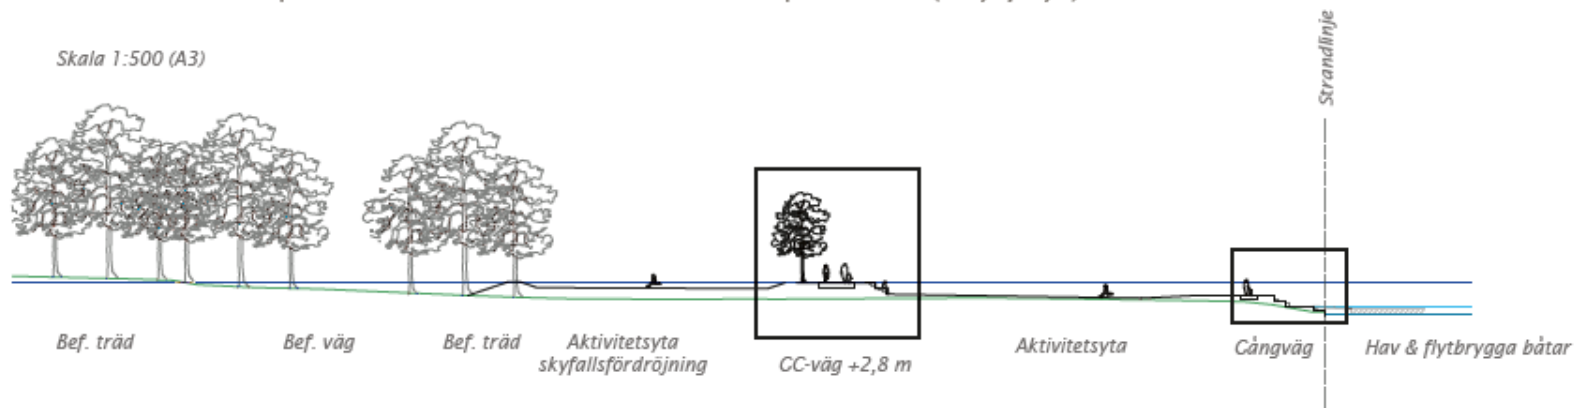 Skala 1:500 (A3)
Strandlinje
Bef. träd
Bef. väg
Bef. träd
Aktivitetsyta
skyfallsfördröjning
GC-väg +2,8 m
Aktivitetsyta
Gångväg
Hav & flytbrygga båtar